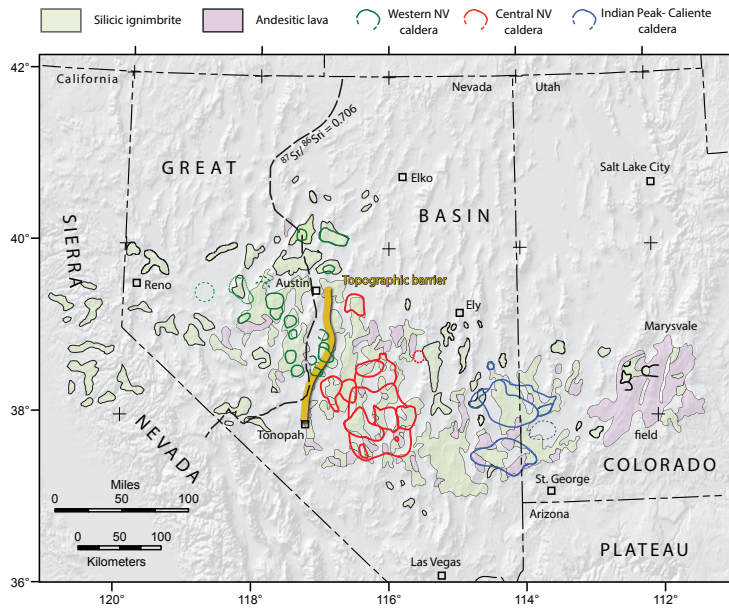 Silicic ignimbrite
Andesitic lava
Western NV
caldera
Central NV
caldera
Indian Peak- Caliente
caldera
42°
California
Nevada
Utah
87Sr/86Sri = 0.706
GREAT
Elko
Salt Lake City
BASIN
SIERRA
40°
Reno
Austin
Topographic barrier
Ely
Marysvale
38°
NEVADA
Tonopah
field
COLORADO
Miles
0 50 100
St. George
Arizona
0 50 100
Kilometers
PLATEAU
Las Vegas
36°
120° 118° 116° 114° 112°